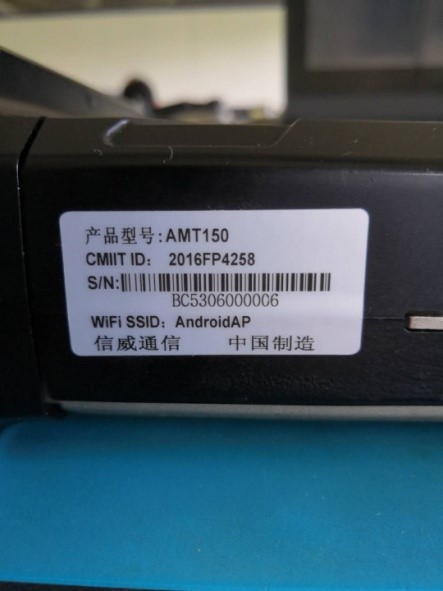 产品型号:AMT150
CMIIT ID: 2016FP4258
S/N:
BC5306000006
WiFi SSID: AndroidAP
信威通信 中国制造